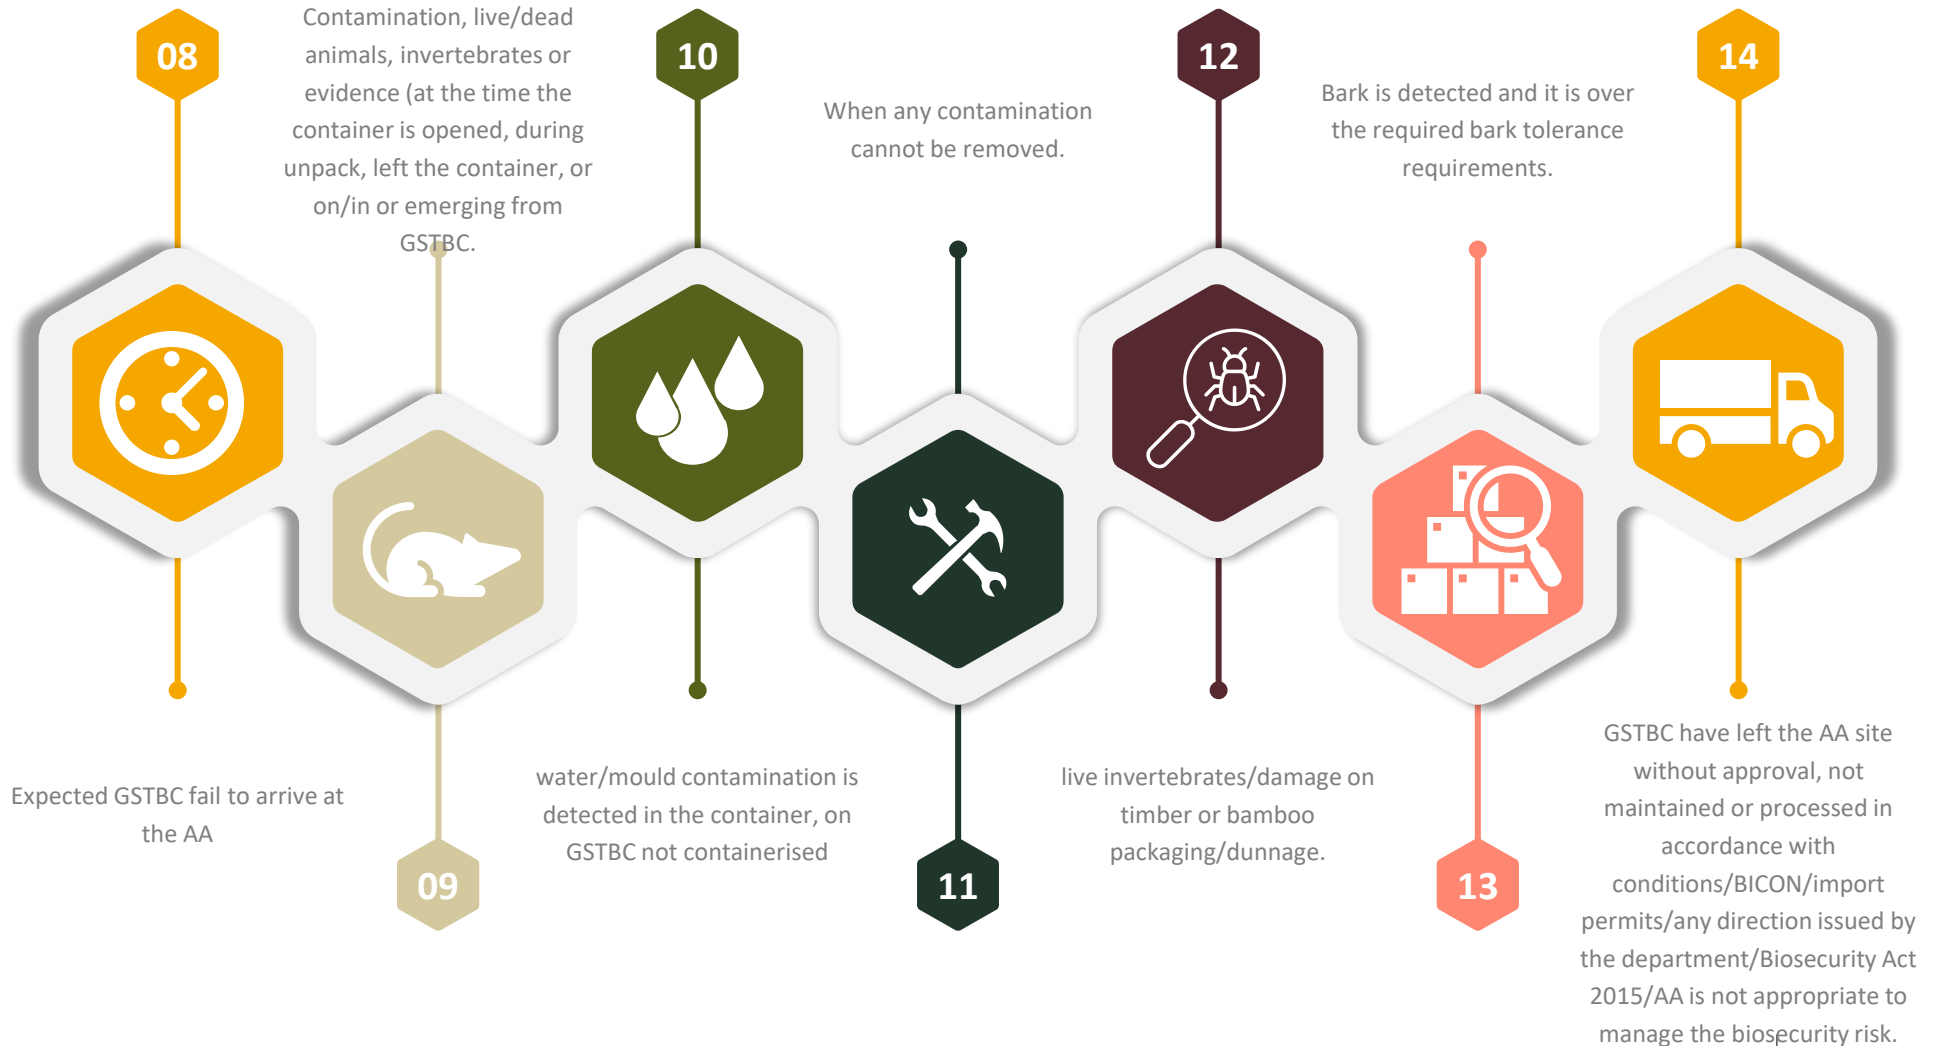 08
Expected GSTBC fail to arrive at
the AA
Contamination, live/dead
animals, invertebrates or
evidence (at the time the
container is opened, during
unpack, left the container, or
on/in or emerging from
GSTBC.
09
10
water/mould contamination is
detected in the container, on
GSTBC not containerised
When any contamination
cannot be removed.
11
12
live invertebrates/damage on
timber or bamboo
packaging/dunnage.
Bark is detected and it is over
the required bark tolerance
requirements.
13
14
GSTBC have left the AA site
without approval, not
maintained or processed in
accordance with
conditions/BICON/import
permits/any direction issued by
the department/Biosecurity Act
2015/AA is not appropriate to
manage the biosecurity risk.